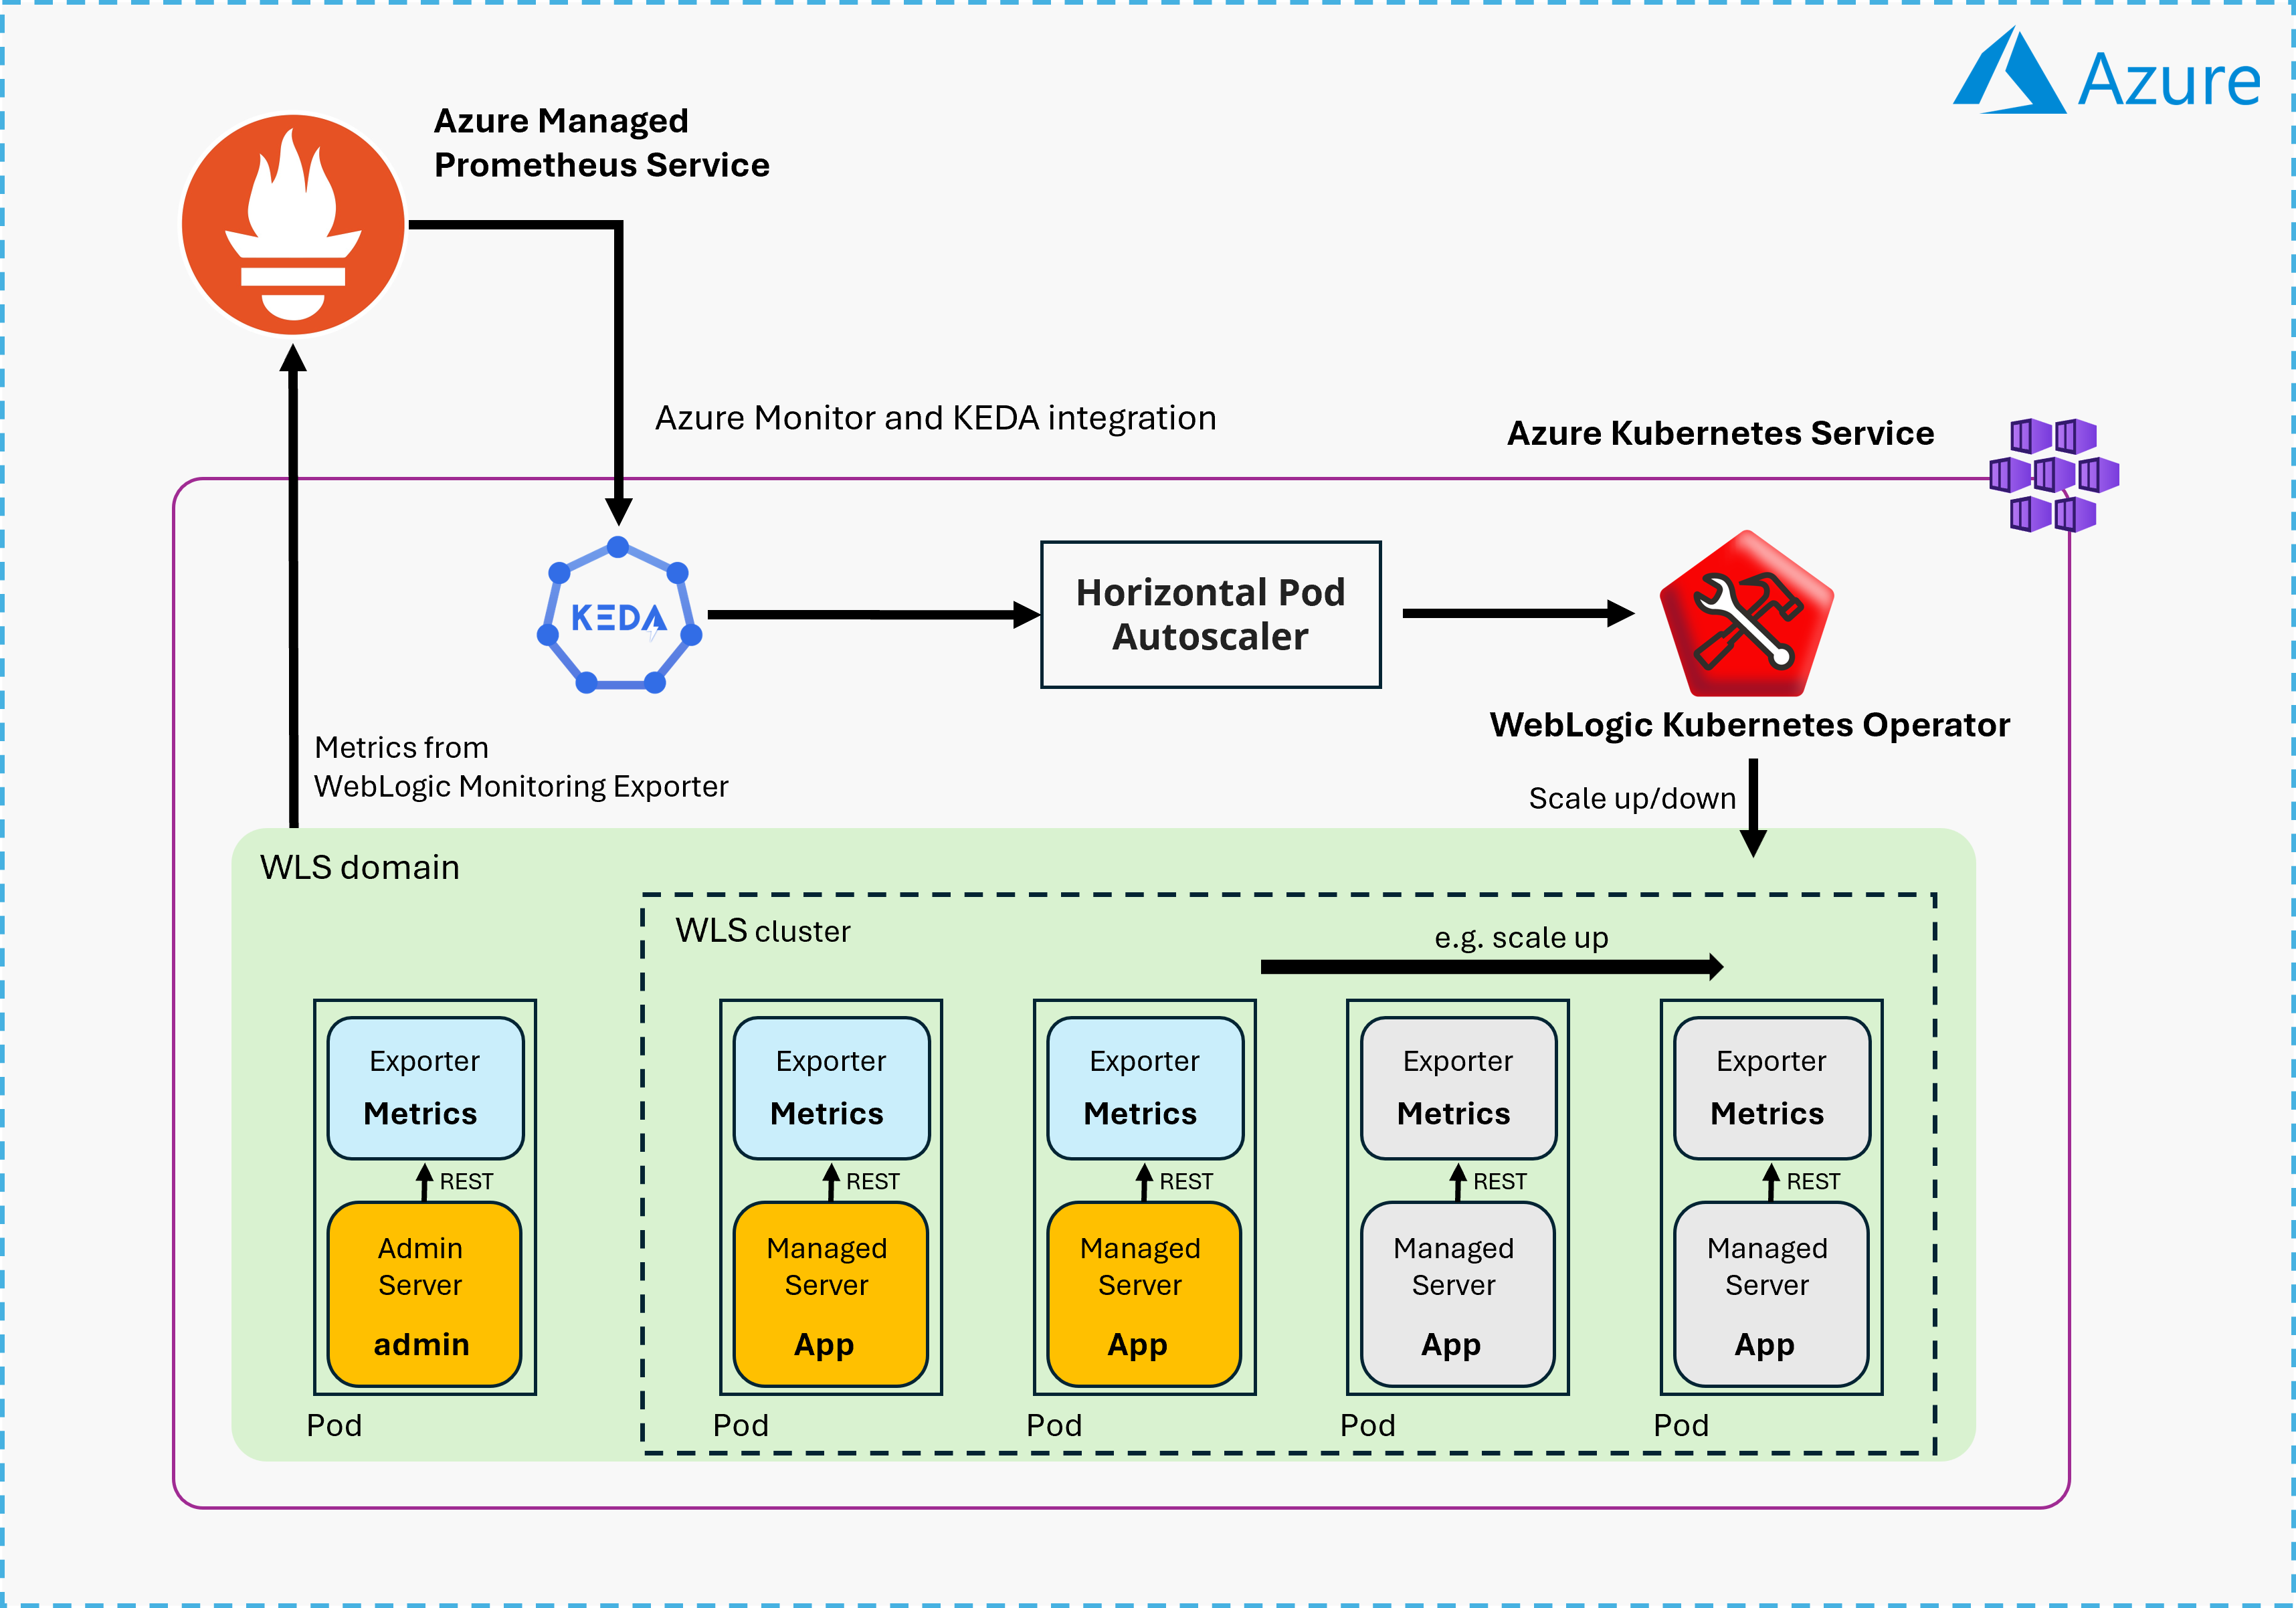 Azure
Azure Managed
Prometheus Service
Azure Monitor and KEDA integration
Azure Kubernetes Service
KEDA
Horizontal Pod
Autoscaler
WebLogic Kubernetes Operator
Metrics from
WebLogic Monitoring Exporter
Scale up/down
WLS domain
WLS cluster
e.g. scale up
Exporter
Metrics
REST
Admin
Server
admin
Pod
Exporter
Metrics
REST
Managed
Server
App
Pod
Exporter
Metrics
REST
Managed
Server
App
Pod
Exporter
Metrics
REST
Managed
Server
App
Pod
Exporter
Metrics
REST
Managed
Server
App
Pod